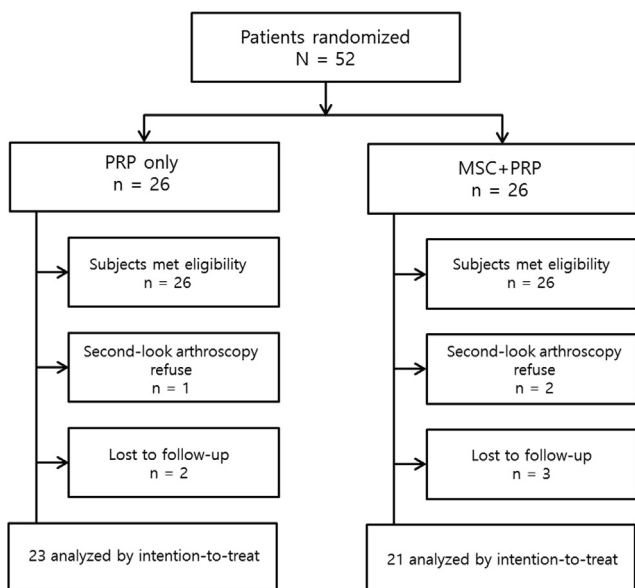 Patients randomized
N = 52
PRP only
n = 26
Subjects met eligibility
n = 26
Second-look arthroscopy
refuse
n = 1
Lost to follow-up
n = 2
23 analyzed by intention-to-treat
MSC+PRP
n = 26
Subjects met eligibility
n = 26
Second-look arthroscopy
refuse
n = 2
Lost to follow-up
n = 3
21 analyzed by intention-to-treat